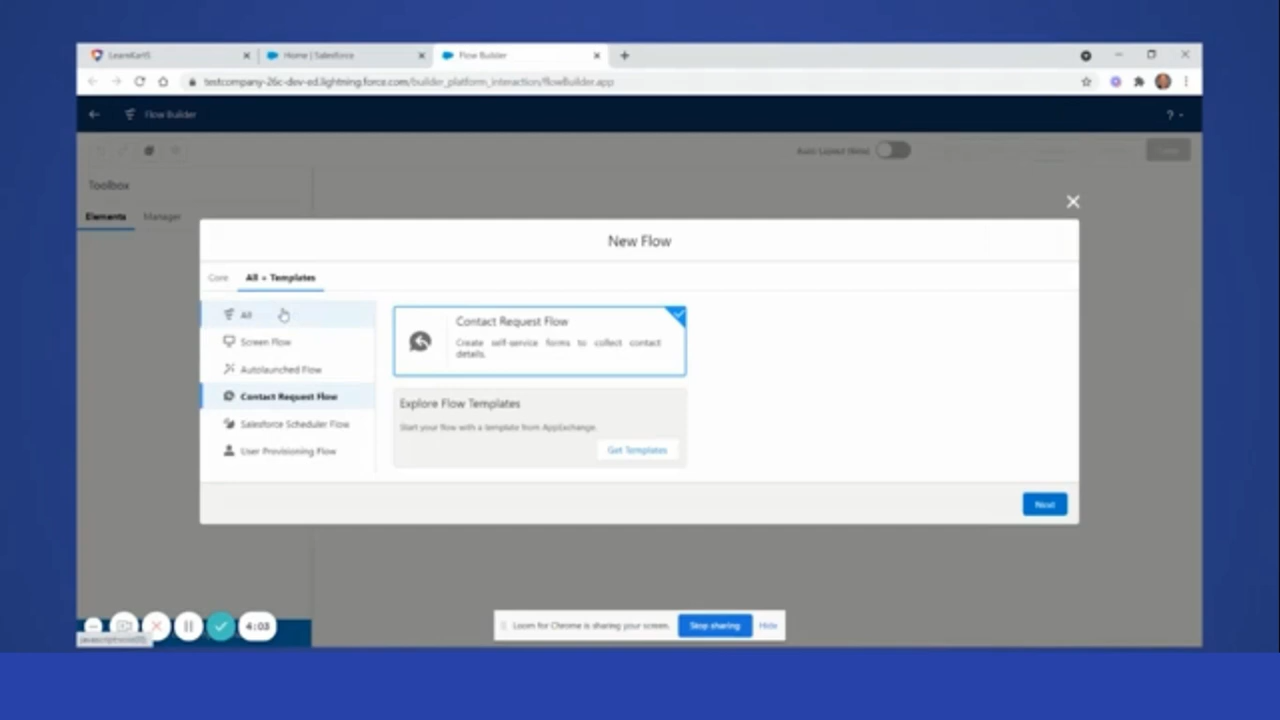 LearnKartS
Home | Salesforce
Flow Builder
testcompany-26c-dev-ed.lightning.force.com/builder_platform_interaction/flowBuilder.app
Flow Builder
?
Auto-Layout (Beta)
Toolbox
Elements
Manager
New Flow
Core
All + Templates
All
Screen Flow
Autolaunched Flow
Contact Request Flow
Salesforce Scheduler Flow
User Provisioning Flow
Contact Request Flow
Create self-service forms to collect contact
details.
Explore Flow Templates
Start your flow with a template from AppExchange.
Get Templates
Next
4:03
Loom for Chrome is sharing your screen.
Stop sharing
Hide